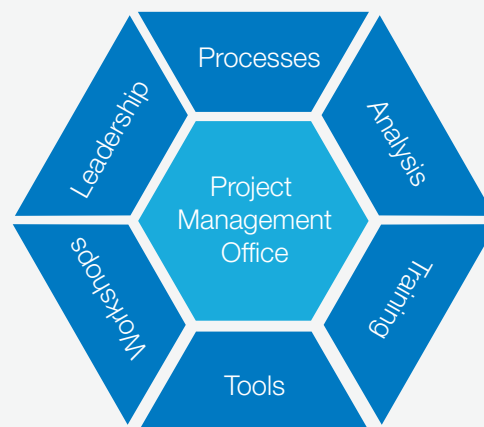 Processes
Analysis
Training
Tools
Workshops
Leadership
Project
Management
Office